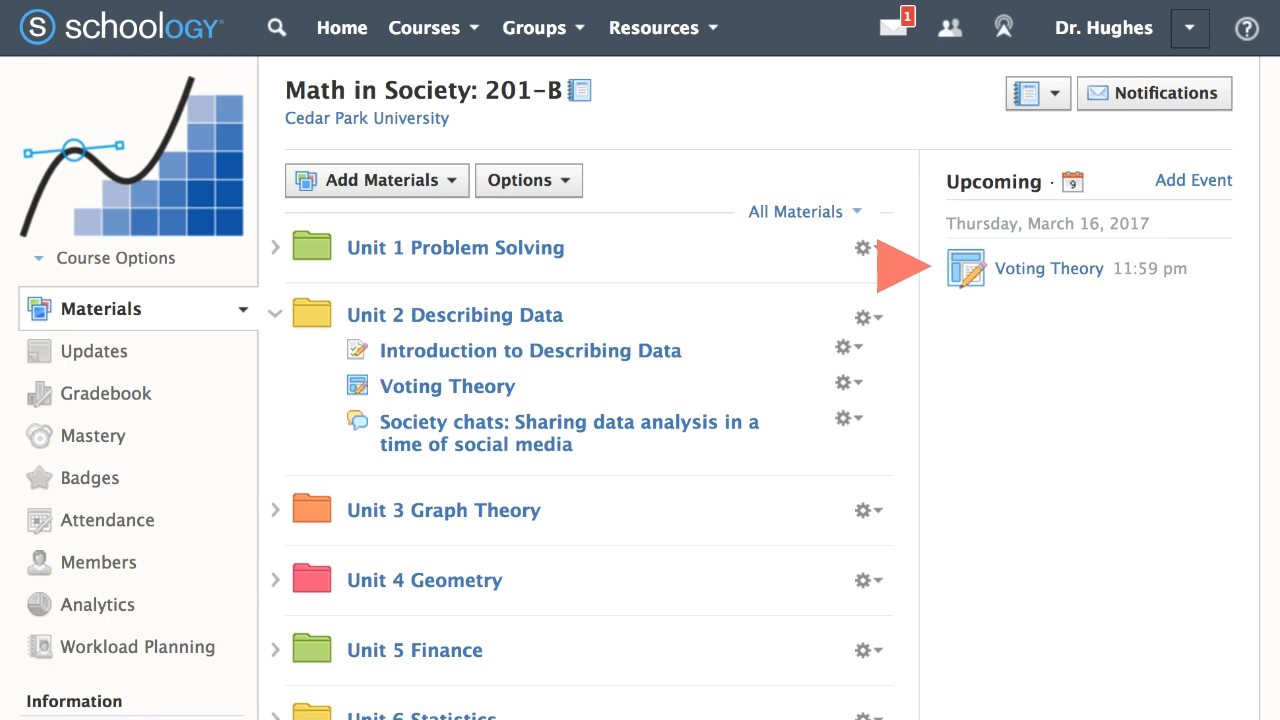 Schoology
Home Courses Groups Resources 1 Dr. Hughes ?
Math in Society: 201-B
Cedar Park University
Notifications
Add Materials Options
All Materials
Course Options
Materials
Updates
Gradebook
Mastery
Badges
Attendance
Members
Analytics
Workload Planning
Information
Unit 1 Problem Solving
Unit 2 Describing Data
Introduction to Describing Data
Voting Theory
Society chats: Sharing data analysis in a
time of social media
Unit 3 Graph Theory
Unit 4 Geometry
Unit 5 Finance
Unit 6 Statistics
Upcoming · 9 Add Event
Thursday, March 16, 2017
Voting Theory 11:59 pm